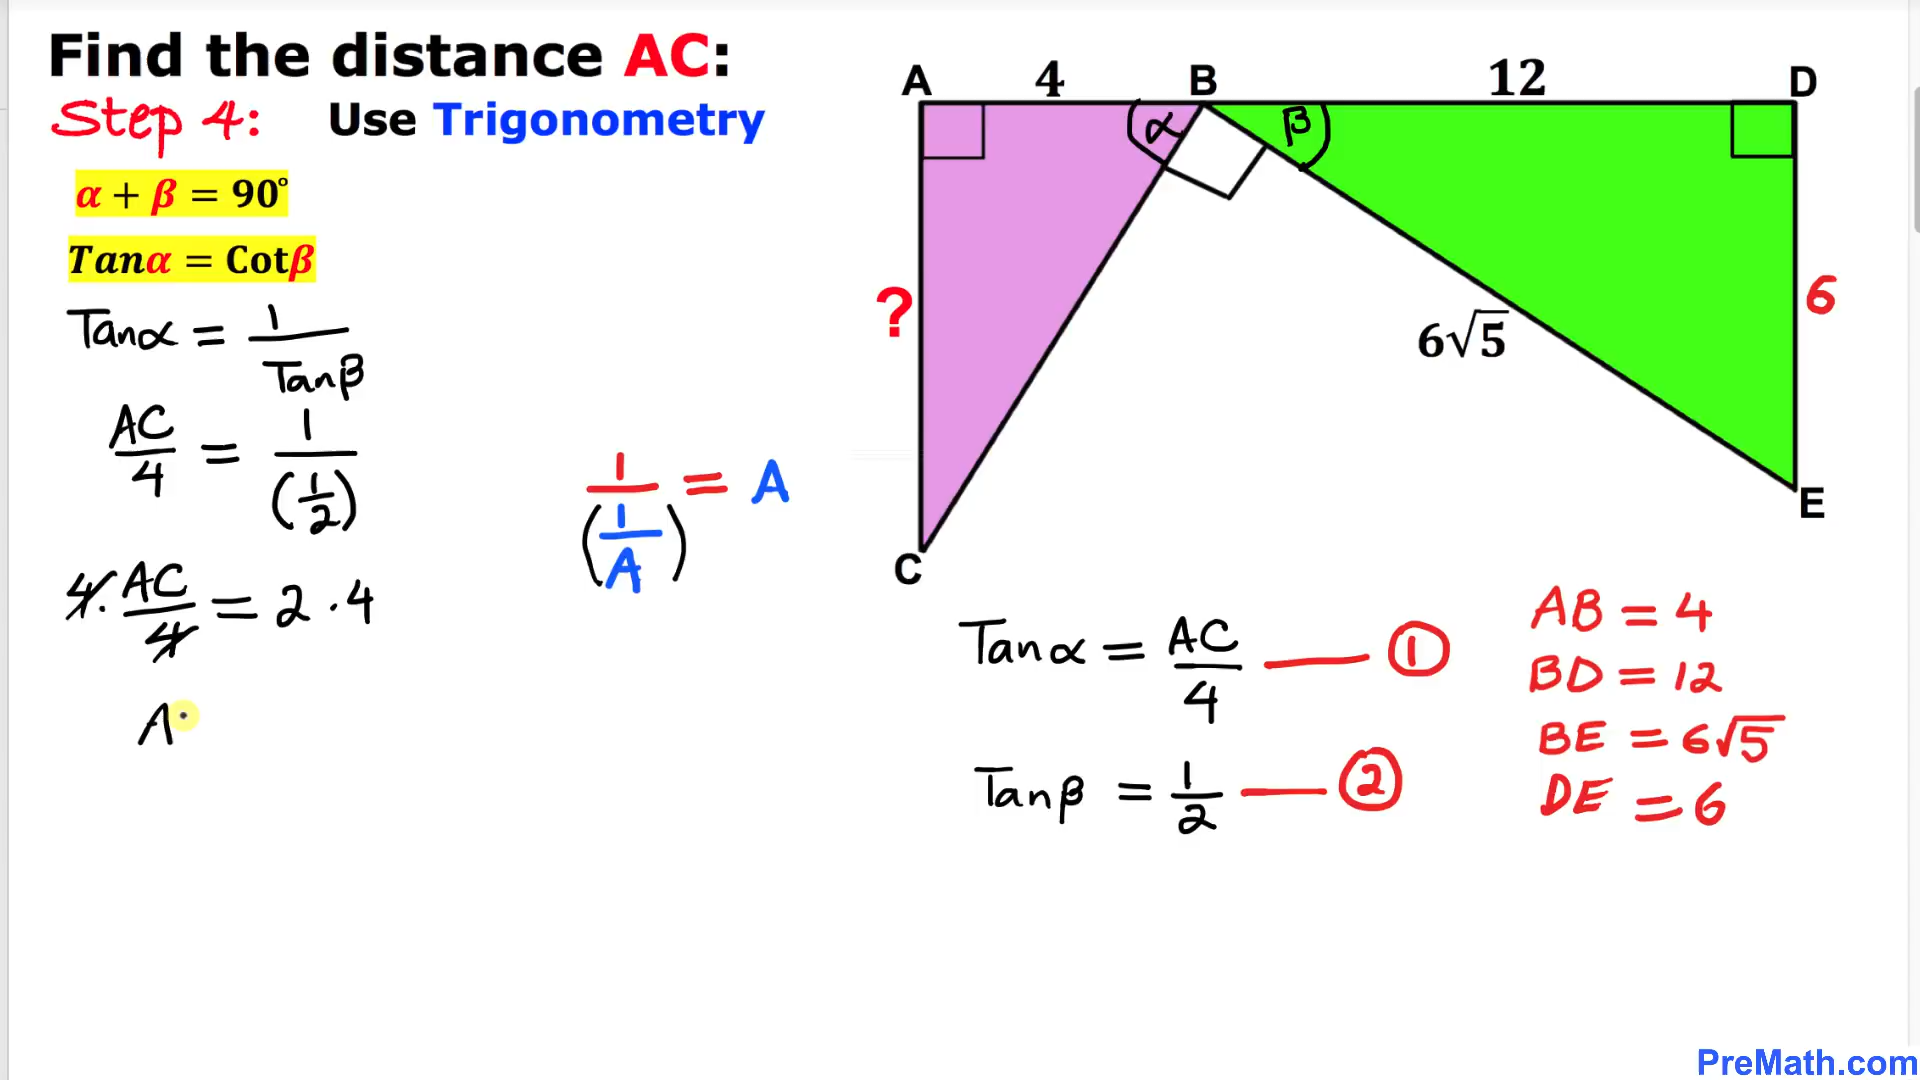 Find the distance AC:
Step 4: Use Trigonometry
α + β = 90°
Tanα = Cotβ
Tanα = 1/Tanβ
AC/4 = 1/(1/2)
4· AC/4 = 2 · 4
A
1/(1/A) = A
A 4 B 12 D
α β
?
6
6√5
E
C
Tanα = AC/4 —— ①
Tanβ = 1/2 —— ②
AB = 4
BD = 12
BE = 6√5
DE = 6
PreMath.com